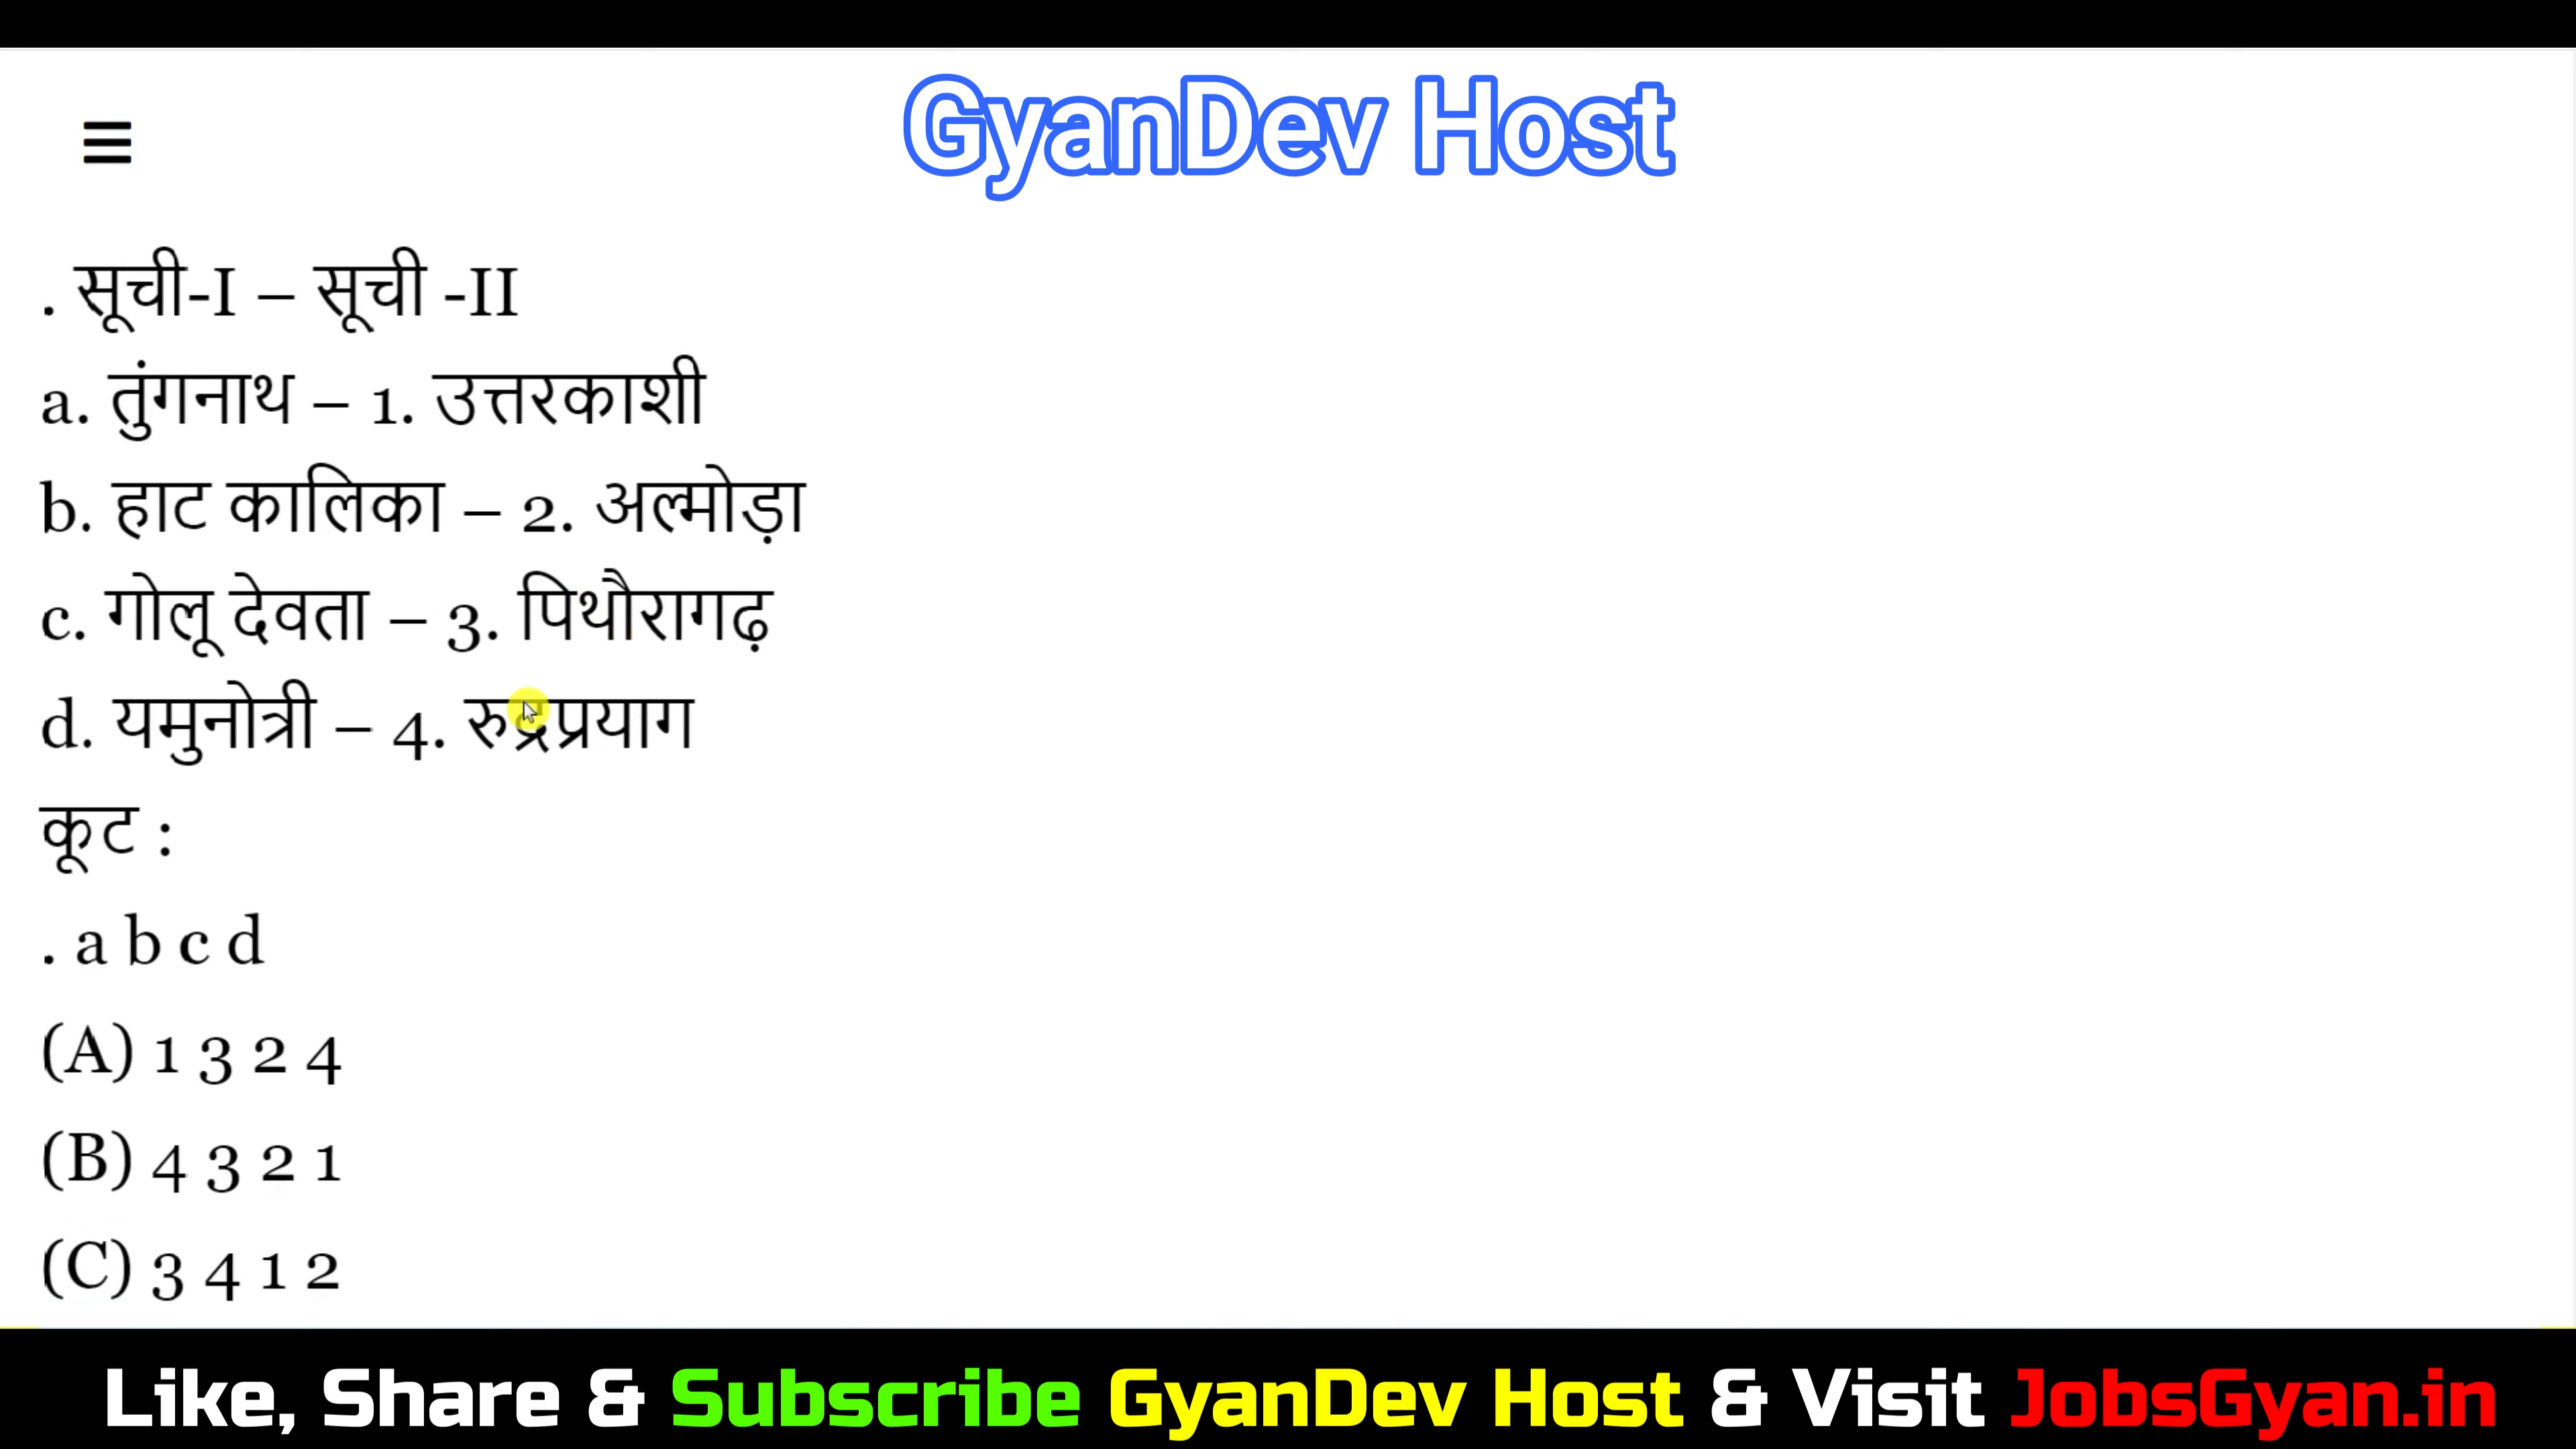 GyanDev Host
. सूची-I – सूची -II
a. तुंगनाथ – 1. उत्तरकाशी
b. हाट कालिका – 2. अल्मोड़ा
c. गोलू देवता – 3. पिथौरागढ़
d. यमुनोत्री – 4. रुद्रप्रयाग
कूट :
. a b c d
(A) 1 3 2 4
(B) 4 3 2 1
(C) 3 4 1 2
Like, Share & Subscribe GyanDev Host & Visit JobsGyan.in